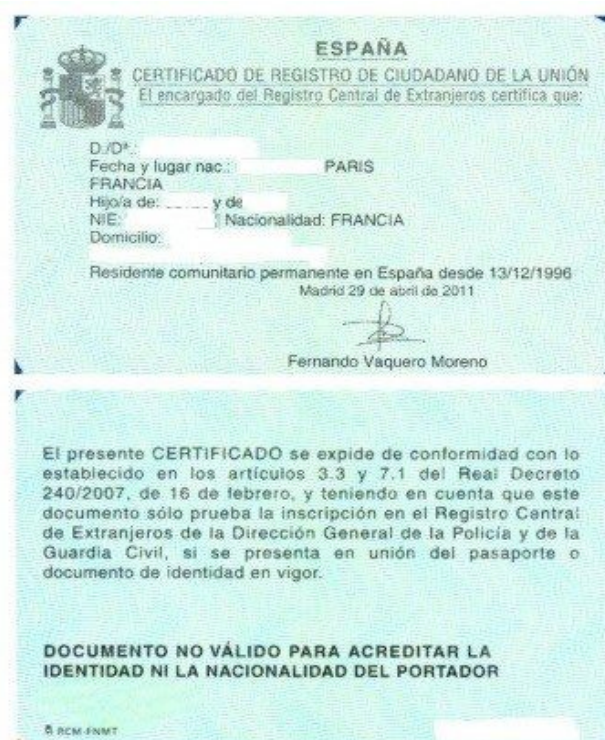 ESPAÑA
CERTIFICADO DE REGISTRO DE CIUDADANO DE LA UNIÓN
El encargado del Registro Central de Extranjeros certifica que:
D./Dª.:
Fecha y lugar nac.: PARIS
FRANCIA
Hijo/a de: y de
NIE: Nacionalidad: FRANCIA
Domicilio:
Residente comunitario permanente en España desde 13/12/1996
Madrid 29 de abril de 2011
Fernando Vaquero Moreno
El presente CERTIFICADO se expide de conformidad con lo
establecido en los artículos 3.3 y 7.1 del Real Decreto
240/2007, de 16 de febrero, y teniendo en cuenta que este
documento sólo prueba la inscripción en el Registro Central
de Extranjeros de la Dirección General de la Policía y de la
Guardia Civil, si se presenta en unión del pasaporte o
documento de identidad en vigor.
DOCUMENTO NO VÁLIDO PARA ACREDITAR LA
IDENTIDAD NI LA NACIONALIDAD DEL PORTADOR
RCM-FNMT